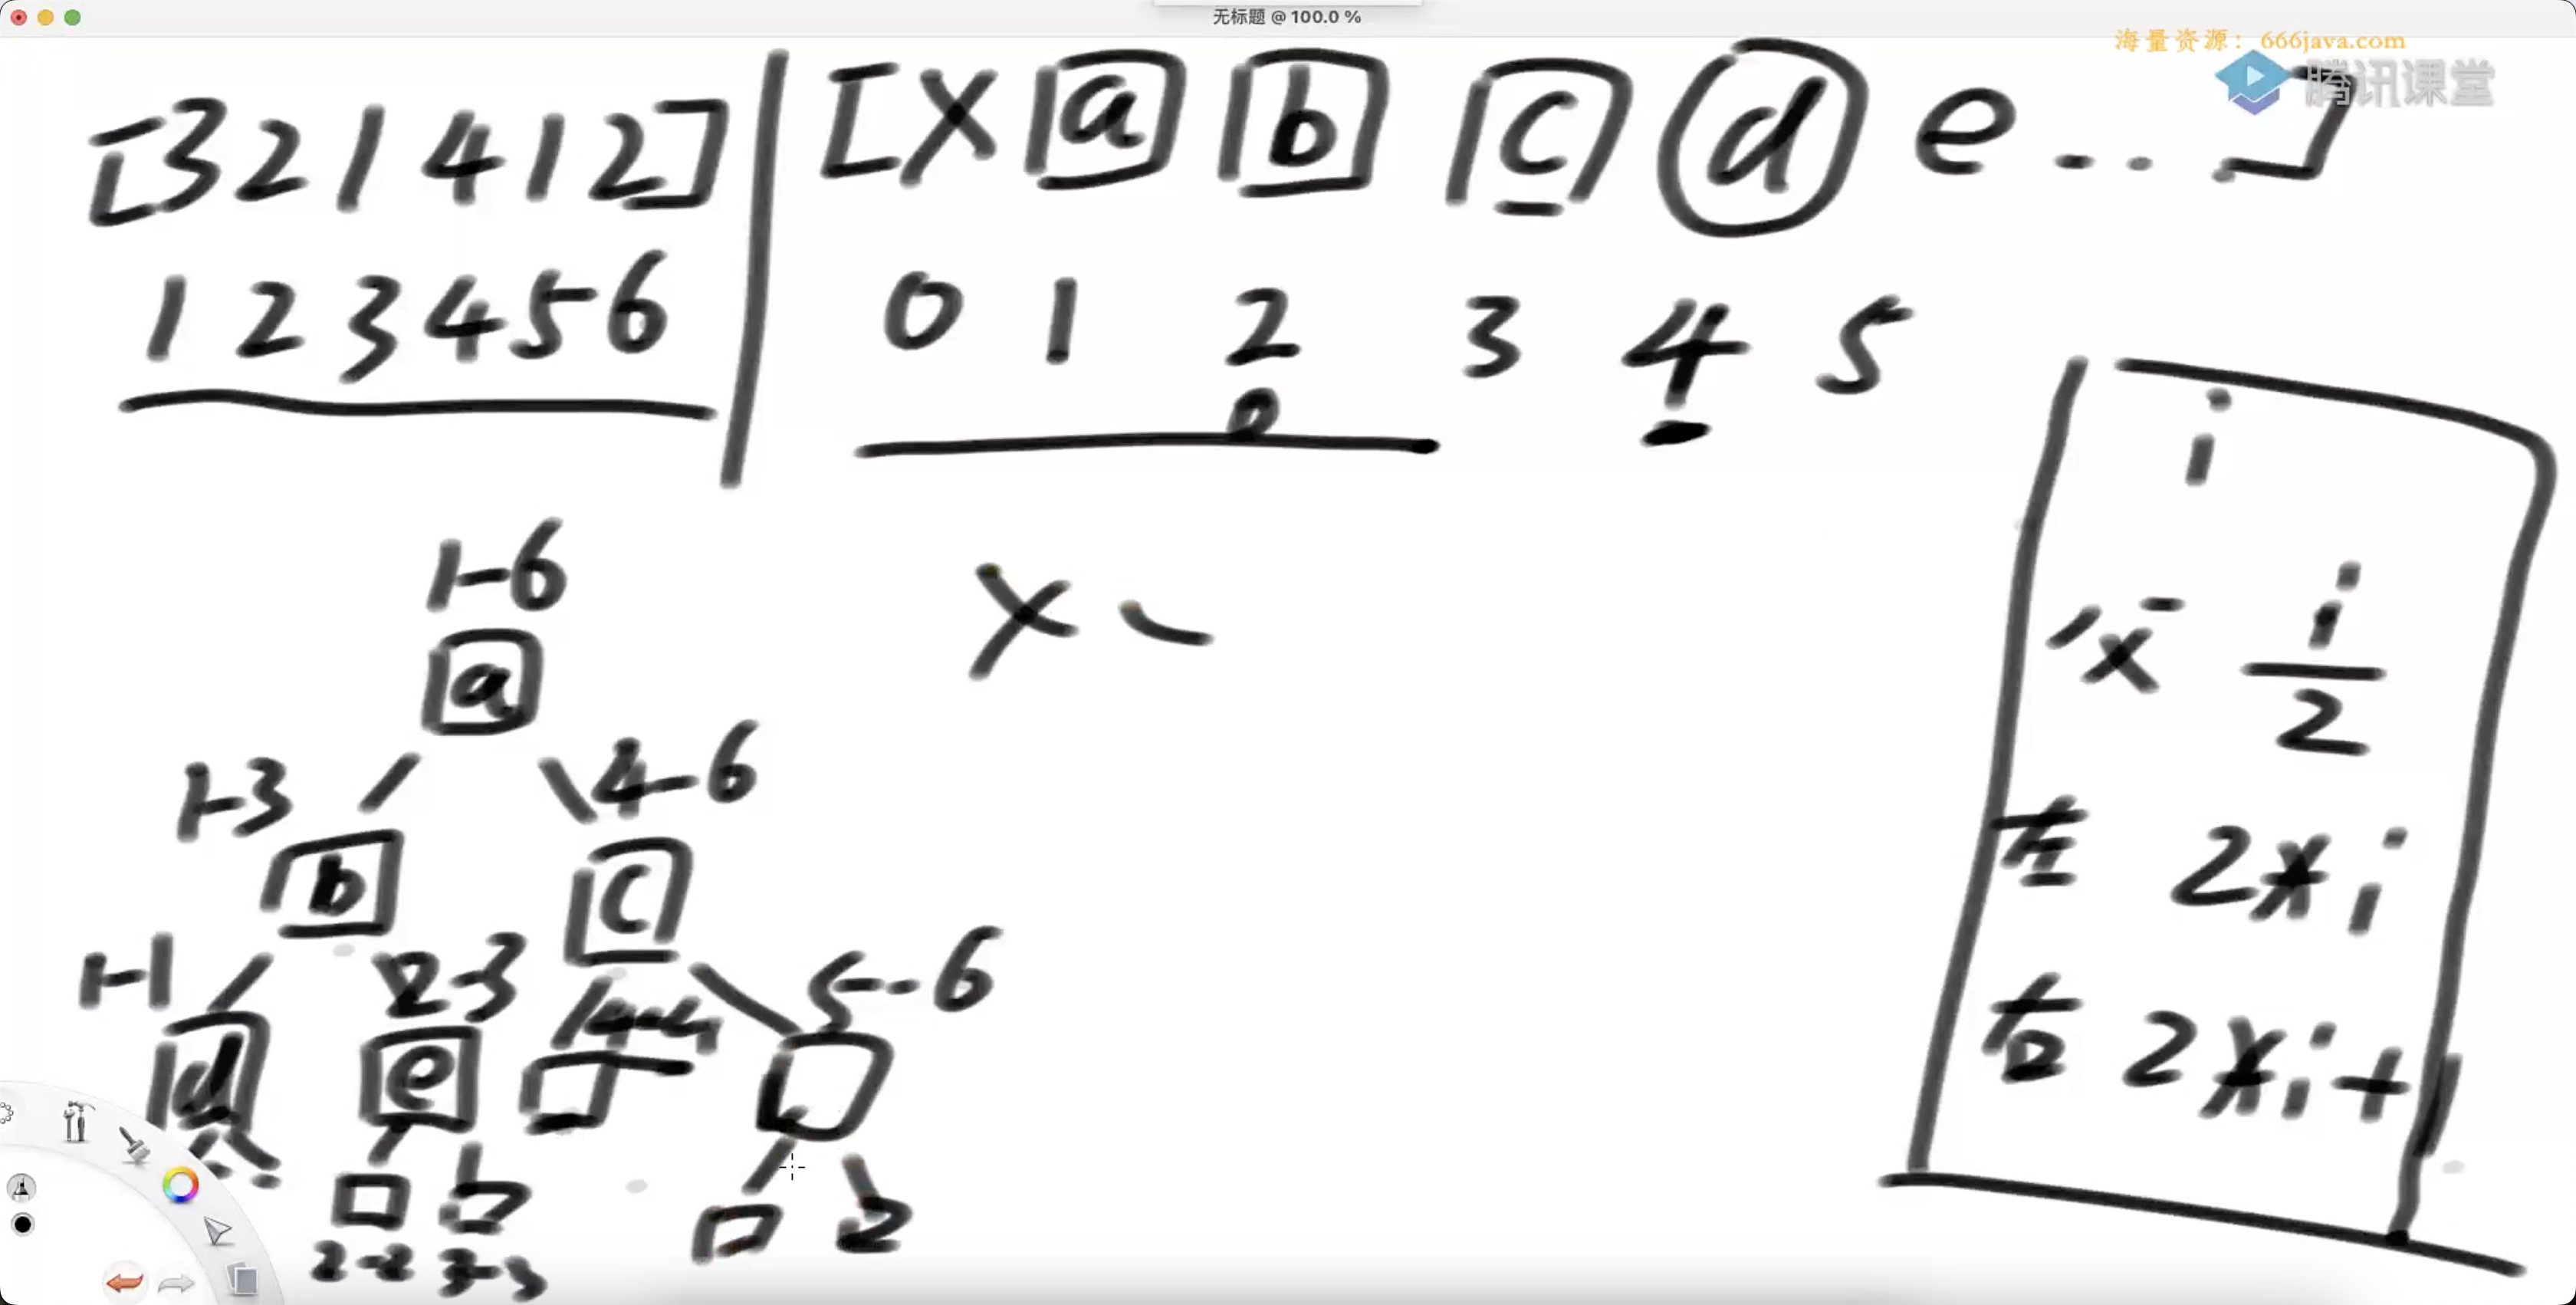 无标题 @ 100.0 %
海量资源：666java.com
腾讯课堂
[3 2 1 4 1 2]
1 2 3 4 5 6
[X a b c d e ... ]
0 1 2 3 4 5
0
1-6
a
1-3 4-6
b c
1-1 2-3 4-4 5-6
d e
2-2 3-3
X
i
父 i/2
左 2*i
右 2*i+1